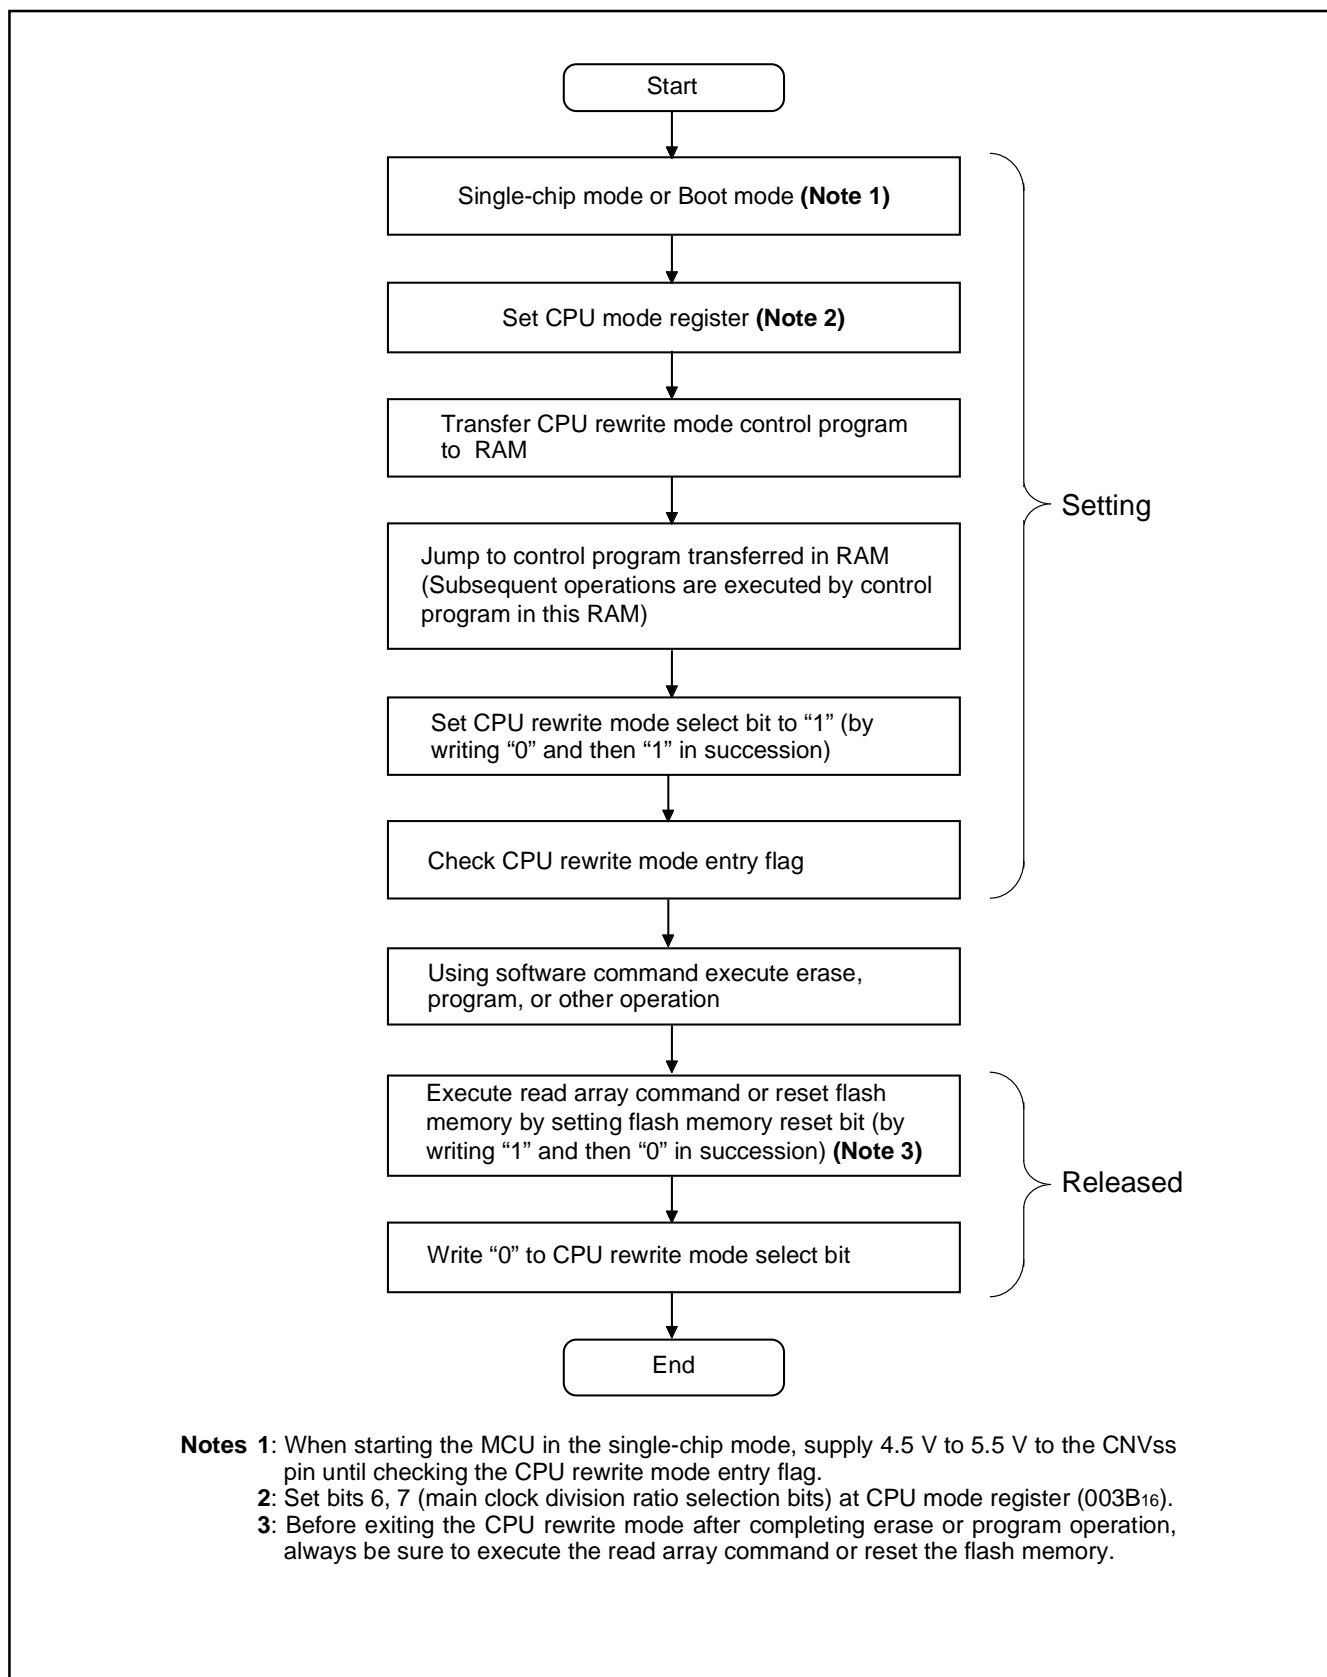 Start
Single-chip mode or Boot mode (Note 1)
Set CPU mode register (Note 2)
Transfer CPU rewrite mode control program
to RAM
Jump to control program transferred in RAM
(Subsequent operations are executed by control
program in this RAM)
Setting
Set CPU rewrite mode select bit to “1” (by
writing “0” and then “1” in succession)
Check CPU rewrite mode entry flag
Using software command execute erase,
program, or other operation
Execute read array command or reset flash
memory by setting flash memory reset bit (by
writing “1” and then “0” in succession) (Note 3)
Released
Write “0” to CPU rewrite mode select bit
End
Notes 1: When starting the MCU in the single-chip mode, supply 4.5 V to 5.5 V to the CNVss
pin until checking the CPU rewrite mode entry flag.
2: Set bits 6, 7 (main clock division ratio selection bits) at CPU mode register (003B16).
3: Before exiting the CPU rewrite mode after completing erase or program operation,
always be sure to execute the read array command or reset the flash memory.